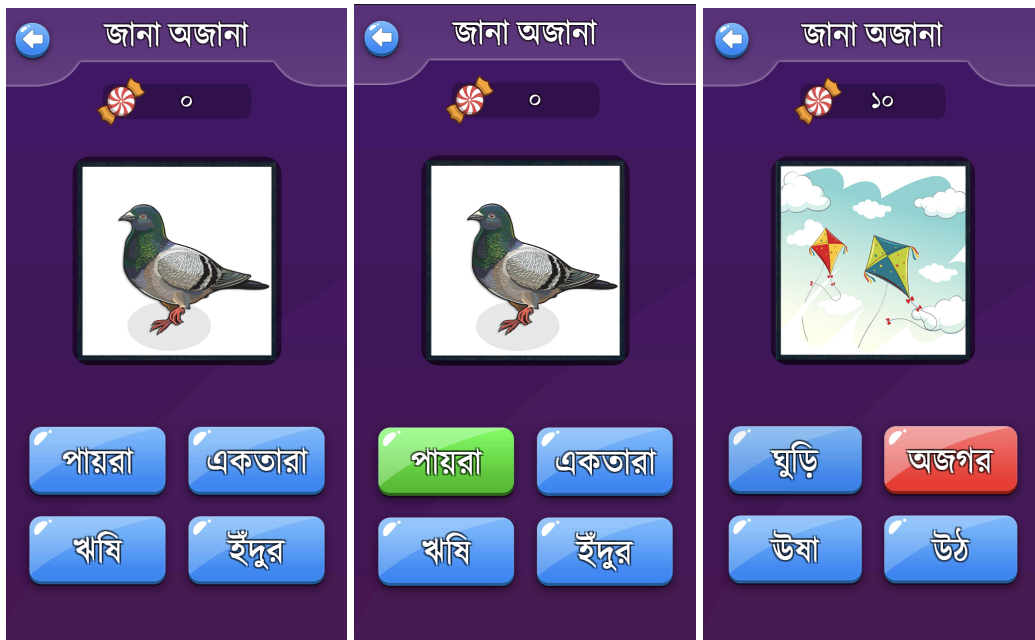 জানা অজানা
০
পায়রা
একতারা
ঋষি
ইঁদুর
জানা অজানা
০
পায়রা
একতারা
ঋষি
ইঁদুর
জানা অজানা
১০
ঘুড়ি
অজগর
ঊষা
উঠ